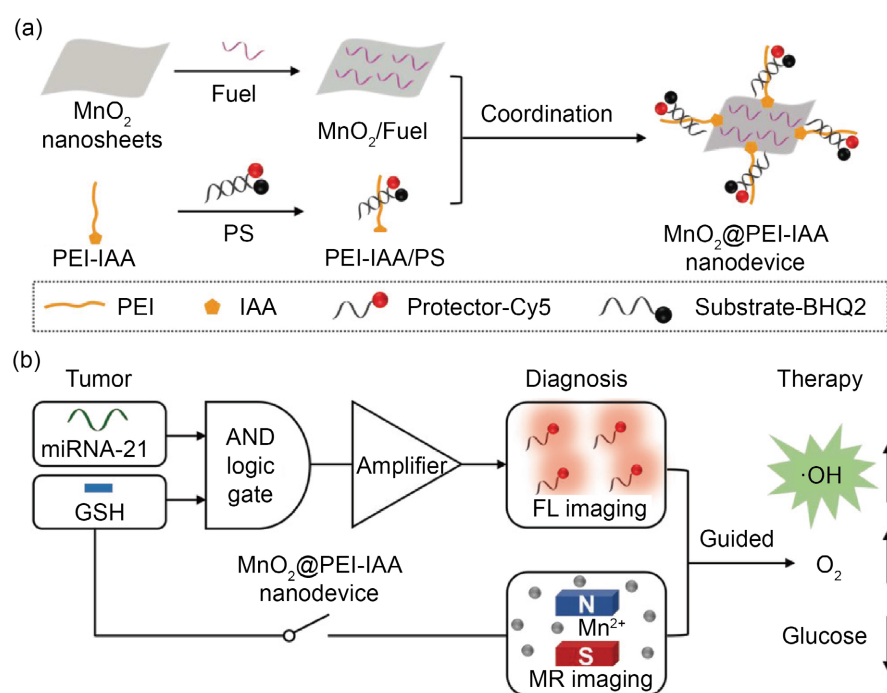 (a)
Fuel
MnO₂
nanosheets
MnO₂/Fuel
Coordination
PS
PEI-IAA
PEI-IAA/PS
MnO₂@PEI-IAA
nanodevice
PEI
IAA
Protector-Cy5
Substrate-BHQ2
(b)
Tumor
Diagnosis
Therapy
miRNA-21
GSH
AND
logic
gate
Amplifier
FL imaging
·OH
MnO₂@PEI-IAA
nanodevice
Guided
O₂
N
Mn²⁺
S
MR imaging
Glucose